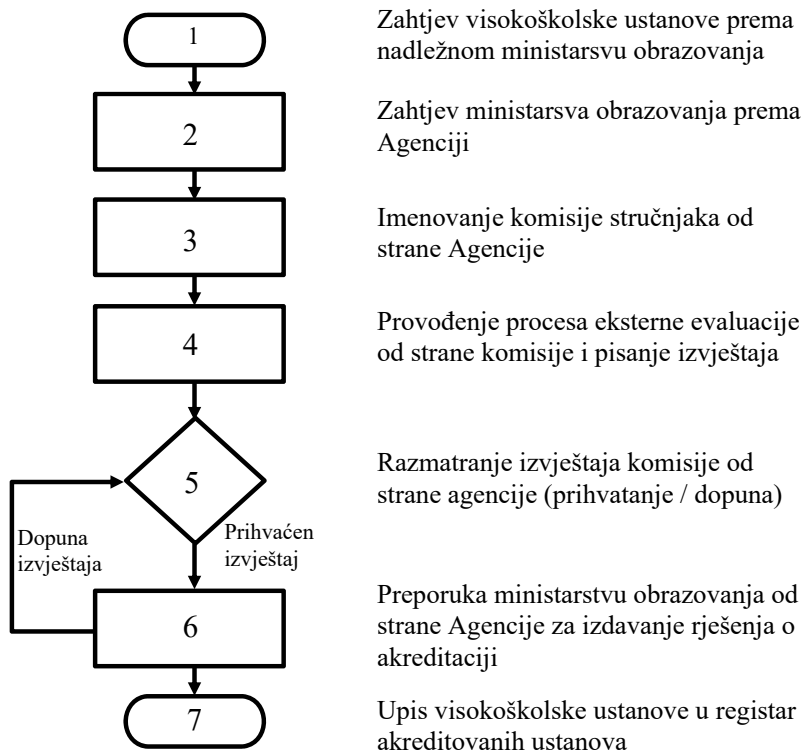 1
Zahtjev visokoškolske ustanove prema
nadležnom ministarsvu obrazovanja
2
Zahtjev ministarsva obrazovanja prema
Agenciji
3
Imenovanje komisije stručnjaka od
strane Agencije
4
Provođenje procesa eksterne evaluacije
od strane komisije i pisanje izvještaja
5
Razmatranje izvještaja komisije od
strane agencije (prihvatanje / dopuna)
Dopuna
izvještaja
Prihvaćen
izvještaj
6
Preporuka ministarstvu obrazovanja od
strane Agencije za izdavanje rješenja o
akreditaciji
7
Upis visokoškolske ustanove u registar
akreditovanih ustanova